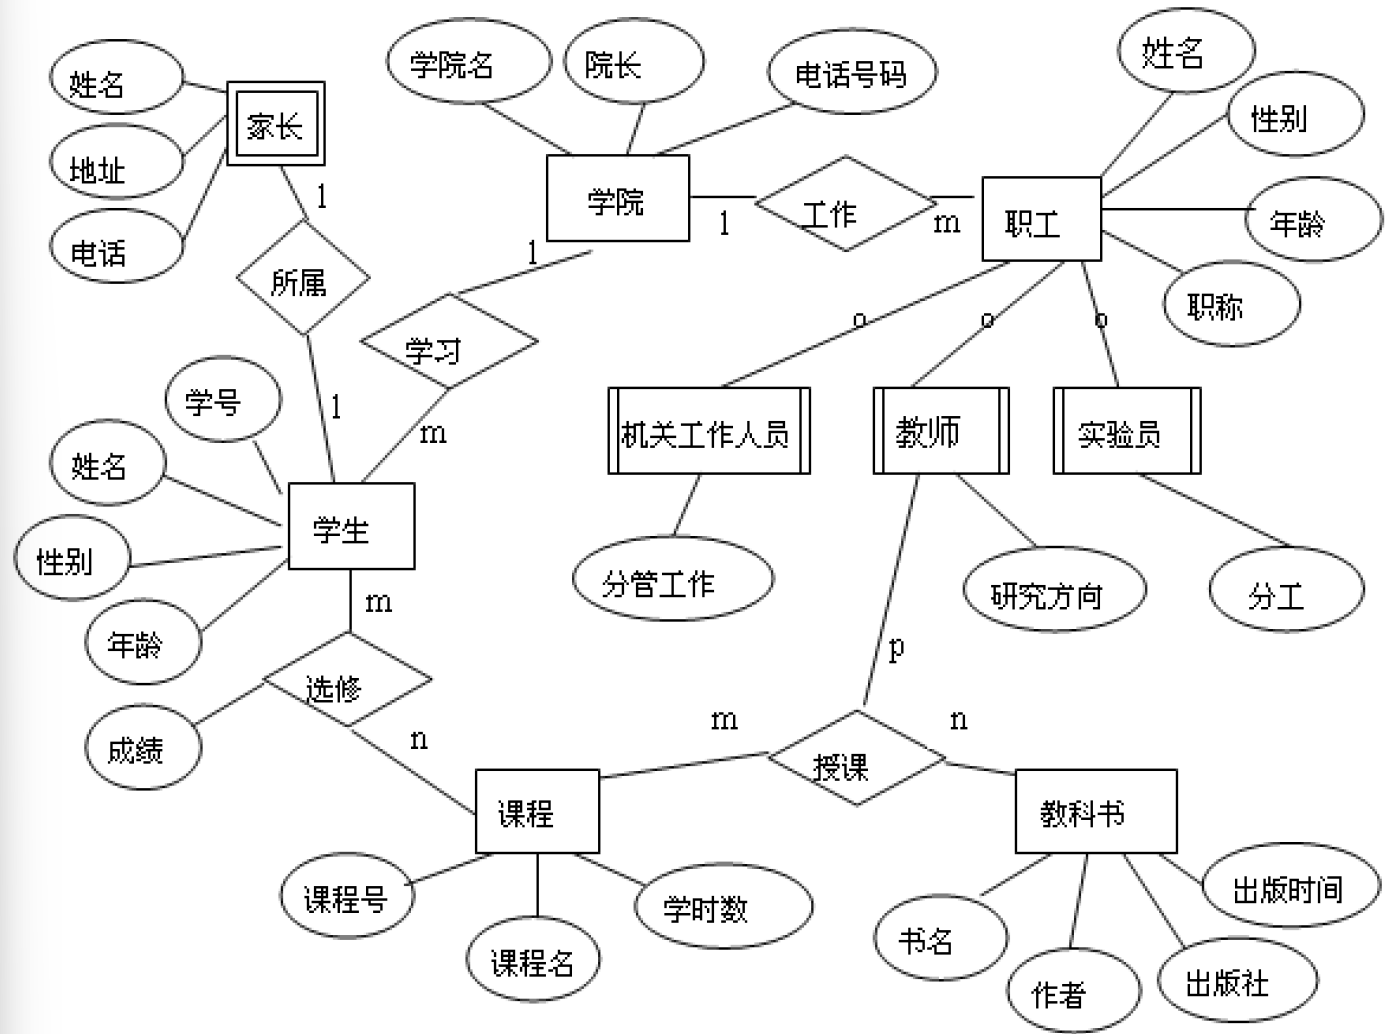 学院名
院长
电话号码
姓名
性别
年龄
职称
姓名
地址
电话
家长
学院
1
工作
m
职工
1
所属
1
1
学习
m
o
o
o
机关工作人员
教师
实验员
学号
姓名
性别
年龄
学生
分管工作
研究方向
分工
m
选修
成绩
n
p
m
授课
n
课程
教科书
课程号
课程名
学时数
书名
作者
出版社
出版时间